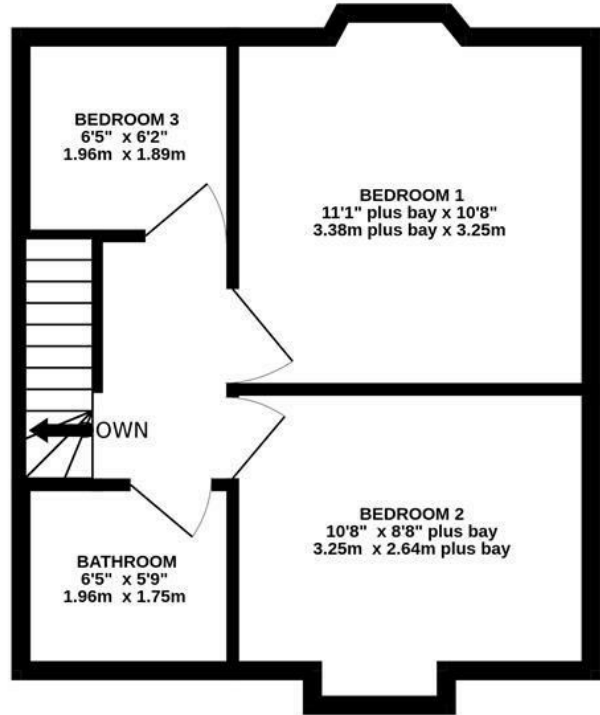 BEDROOM 3
6'5" x 6'2"
1.96m x 1.89m
BEDROOM 1
11'1" plus bay x 10'8"
3.38m plus bay x 3.25m
OWN
BEDROOM 2
10'8" x 8'8" plus bay
3.25m x 2.64m plus bay
BATHROOM
6'5" x 5'9"
1.96m x 1.75m